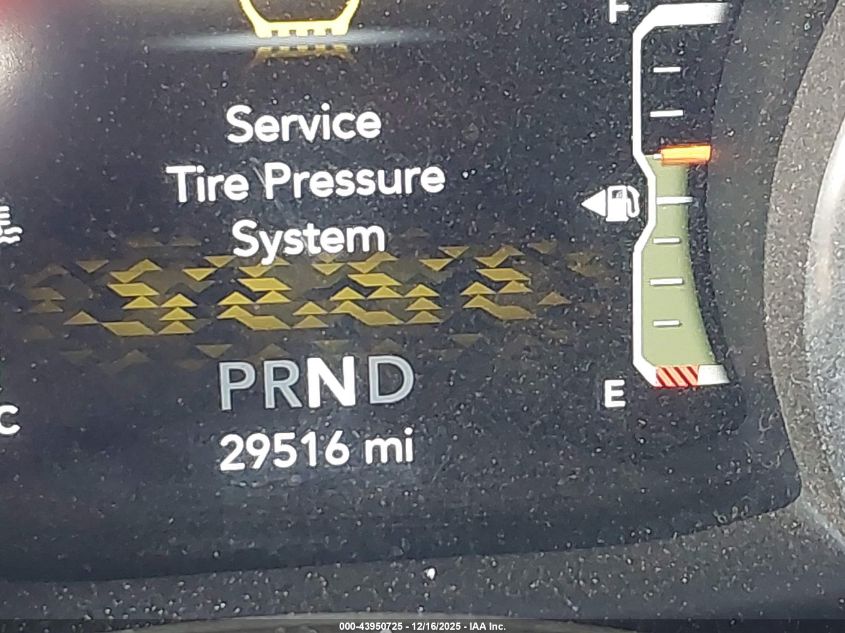 F
Service
Tire Pressure
System
E
C
PRND
29516 mi
000-43950725 - 12/16/2025 - IAA Inc.